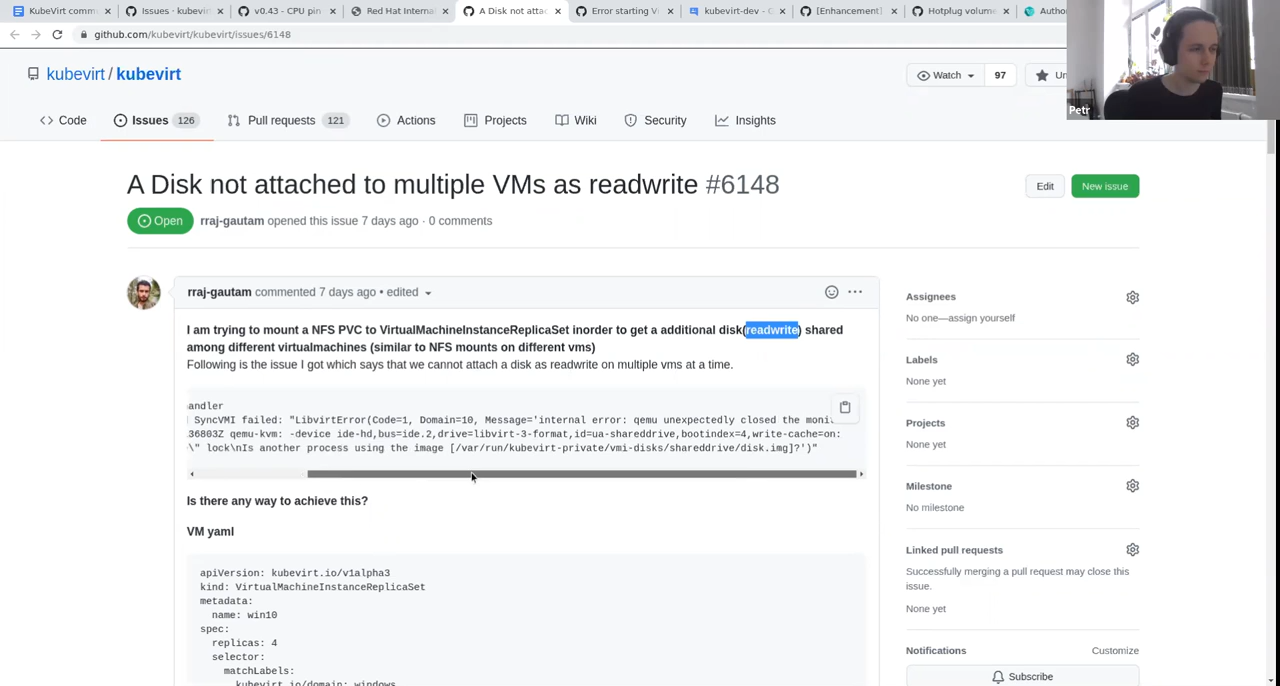 KubeVirt comm
Issues · kubevir
v0.43 - CPU pin
Red Hat Interna
A Disk not attac
Error starting V
kubevirt-dev - G
[Enhancement]
Hotplug volume
Autho
github.com/kubevirt/kubevirt/issues/6148
kubevirt / kubevirt
Watch 97
Un
Petr
Code
Issues 126
Pull requests 121
Actions
Projects
Wiki
Security
Insights
A Disk not attached to multiple VMs as readwrite #6148
Edit
New issue
Open
rraj-gautam opened this issue 7 days ago · 0 comments
rraj-gautam commented 7 days ago • edited
I am trying to mount a NFS PVC to VirtualMachineInstanceReplicaSet inorder to get a additional disk(readwrite) shared
among different virtualmachines (similar to NFS mounts on different vms)
Following is the issue I got which says that we cannot attach a disk as readwrite on multiple vms at a time.
andler
SyncVMI failed: "LibvirtError(Code=1, Domain=10, Message='internal error: qemu unexpectedly closed the monit
36803Z qemu-kvm: -device ide-hd,bus=ide.2,drive=libvirt-3-format,id=ua-shareddrive,bootindex=4,write-cache=on:
\" lock\nIs another process using the image [/var/run/kubevirt-private/vmi-disks/shareddrive/disk.img]?')"
Is there any way to achieve this?
VM yaml
apiVersion: kubevirt.io/v1alpha3
kind: VirtualMachineInstanceReplicaSet
metadata:
name: win10
spec:
replicas: 4
selector:
matchLabels:
kubevirt.io/domain: windows
Assignees
No one—assign yourself
Labels
None yet
Projects
None yet
Milestone
No milestone
Linked pull requests
Successfully merging a pull request may close this
issue.
None yet
Notifications
Customize
Subscribe